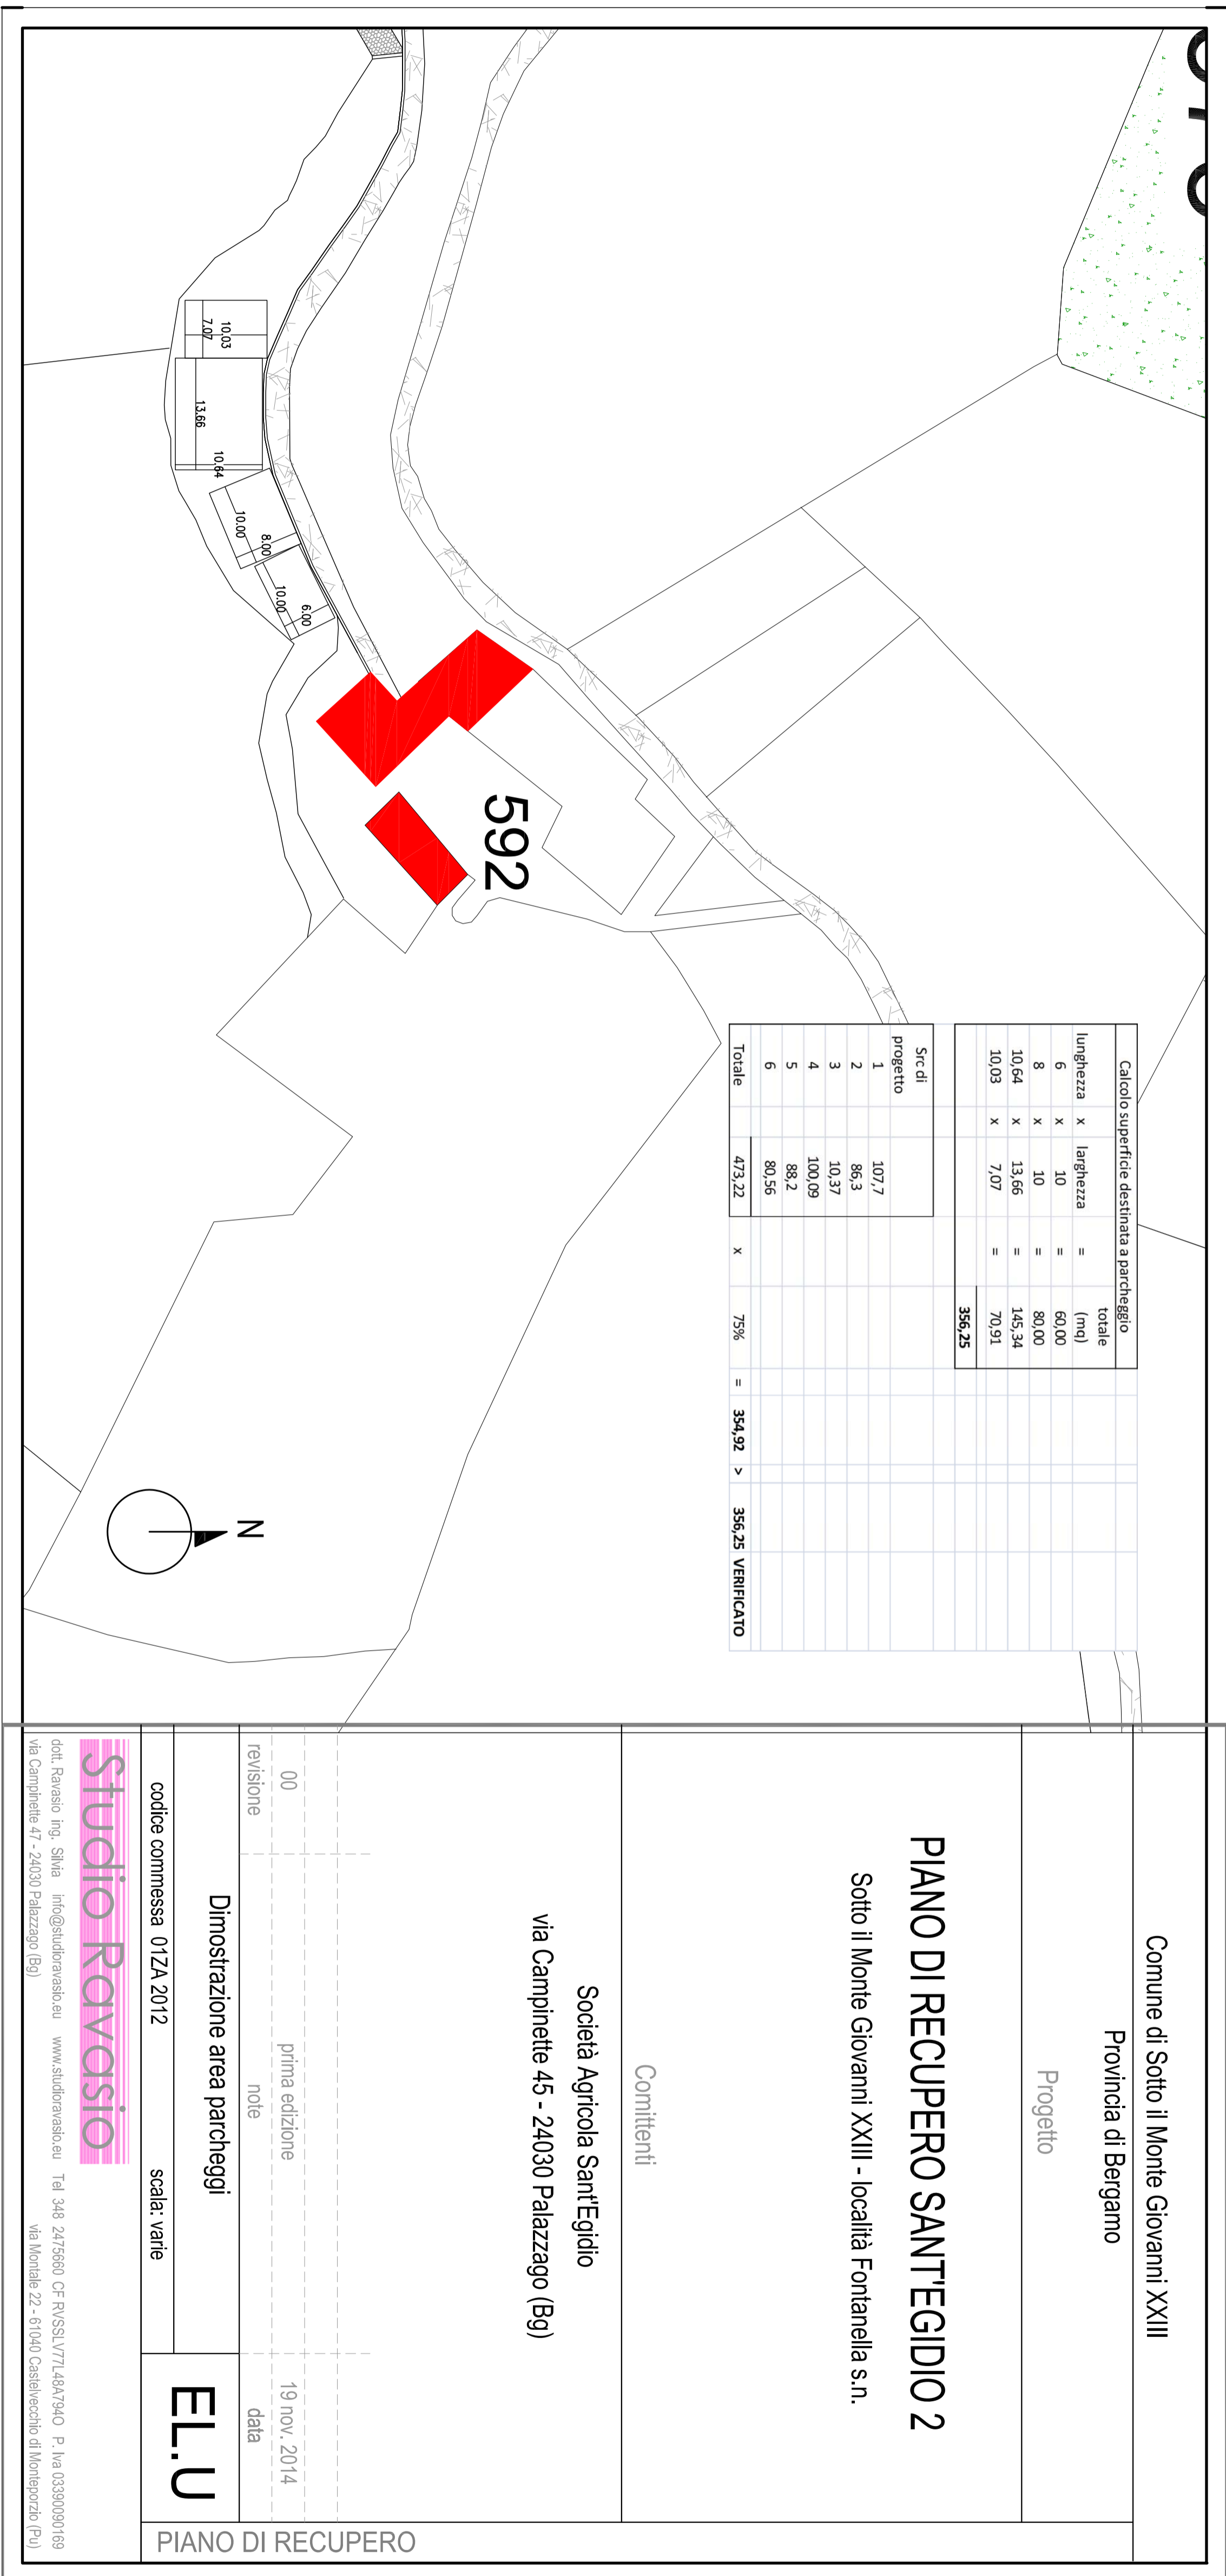 592
10.03
7.07
13.66
10.64
10.00
8.00
10.00
6.00
N
Calcolo superficie destinata a parcheggio
lunghezza x larghezza = totale (mq)
6 x 10 = 60,00
8 x 10 = 80,00
10,64 x 13,66 = 145,34
10,03 x 7,07 = 70,91
356,25
Src di progetto
1 107,7
2 86,3
3 10,37
4 100,09
5 88,2
6 80,56
Totale 473,22 x 75% = 354,92 > 356,25 VERIFICATO
Comune di Sotto il Monte Giovanni XXIII
Provincia di Bergamo
Progetto
PIANO DI RECUPERO SANT'EGIDIO 2
Sotto il Monte Giovanni XXIII - località Fontanella s.n.
Comittenti
Società Agricola Sant'Egidio
via Campinette 45 - 24030 Palazzago (Bg)
00 prima edizione 19 nov. 2014
revisione note data
Dimostrazione area parcheggi
codice commessa 01ZA 2012 scala: varie
EL.U
PIANO DI RECUPERO
Studio Ravasio
dott. Ravasio ing. Silvia info@studioravasio.eu www.studioravasio.eu Tel 348 2475660 CF RVSSLV77L48A794O P. Iva 03390090169
via Campinette 47 - 24030 Palazzago (Bg) via Montale 22 - 61040 Castelvecchio di Monteporzio (Pu)